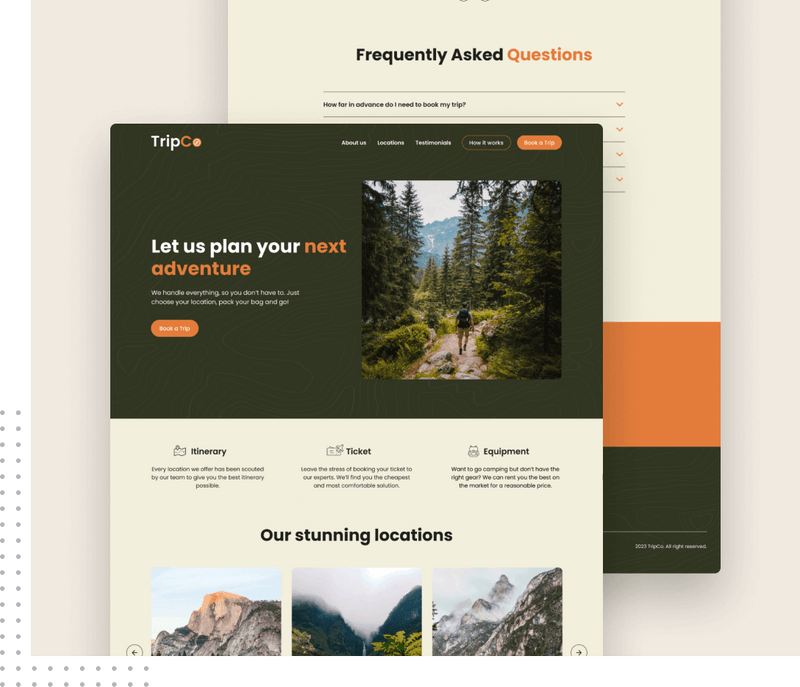 Frequently Asked Questions
How far in advance do I need to book my trip?
TripCo
About us
Locations
Testimonials
How it works
Book a Trip
Let us plan your next
adventure
We handle everything, so you don't have to. Just
choose your location, pack your bag and go!
Book a Trip
Itinerary
Every location we offer has been scouted
by our team to give you the best itinerary
possible.
Ticket
Leave the stress of booking your ticket to
our experts. We'll find you the cheapest
and most comfortable solution.
Equipment
Want to go camping but don't have the
right gear? We can rent you the best on
the market for a reasonable price.
Our stunning locations
2023 TripCo. All right reserved.